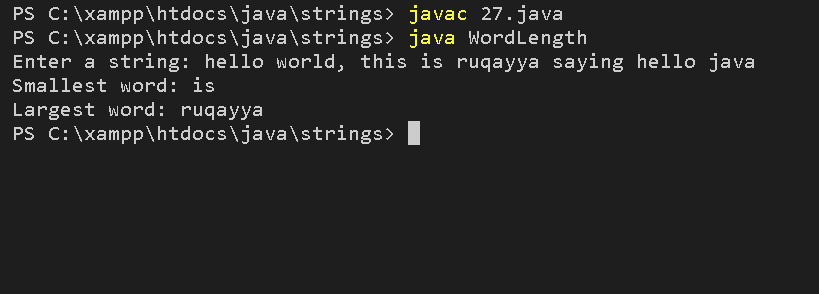 PS C:\xampp\htdocs\java\strings> javac 27.java
PS C:\xampp\htdocs\java\strings> java WordLength
Enter a string: hello world, this is ruqayya saying hello java
Smallest word: is
Largest word: ruqayya
PS C:\xampp\htdocs\java\strings>